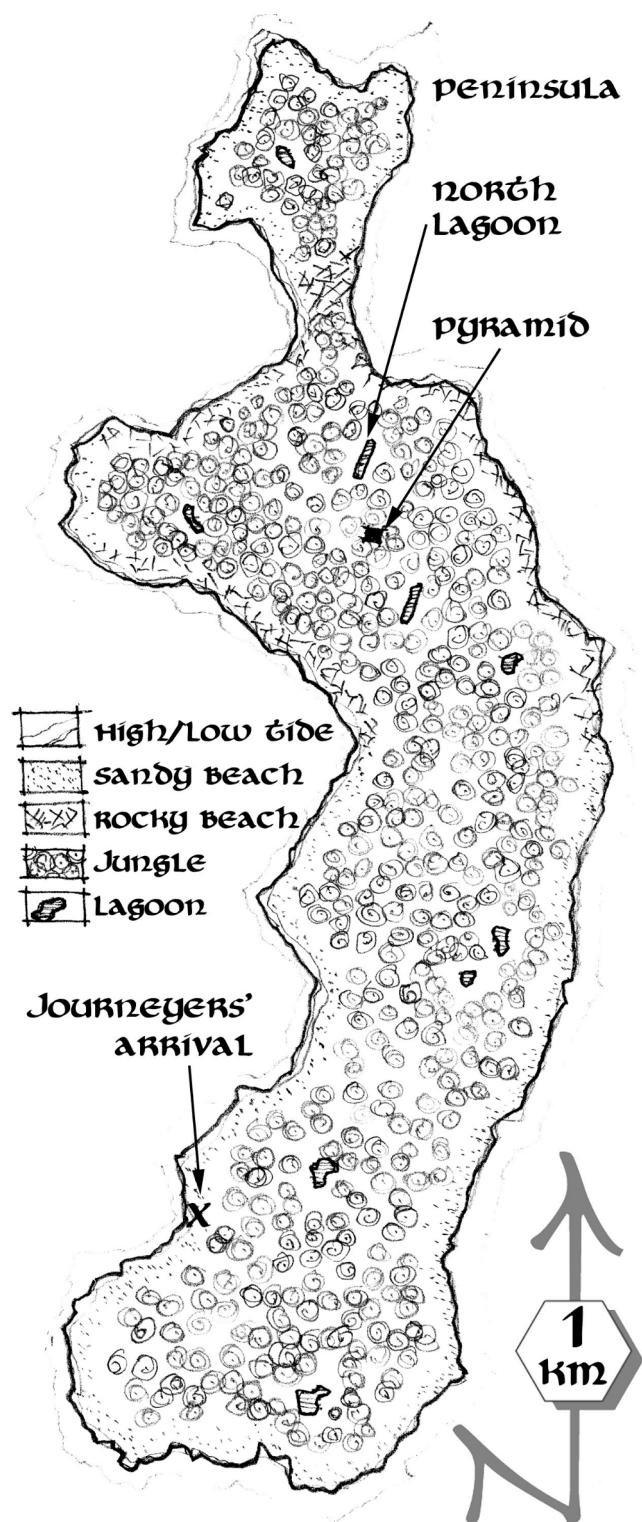 Peninsula
North
Lagoon
Pyramid
High/Low Tide
Sandy Beach
Rocky Beach
Jungle
Lagoon
Journeyers'
Arrival
X
1
KM
N